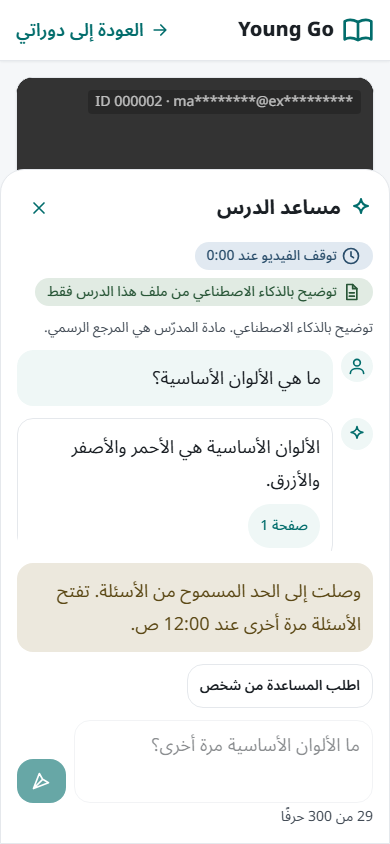 Young Go
العودة إلى دوراتي →
ID 000002 · ma********@ex*********
مساعد الدرس
توقف الفيديو عند 0:00
توضيح بالذكاء الاصطناعي من ملف هذا الدرس فقط
توضيح بالذكاء الاصطناعي. مادة المدرّس هي المرجع الرسمي.
ما هي الألوان الأساسية؟
الألوان الأساسية هي الأحمر والأصفر
والأزرق.
صفحة 1
وصلت إلى الحد المسموح من الأسئلة. تفتح
الأسئلة مرة أخرى عند 12:00 ص.
اطلب المساعدة من شخص
ما الألوان الأساسية مرة أخرى؟
29 من 300 حرفًا